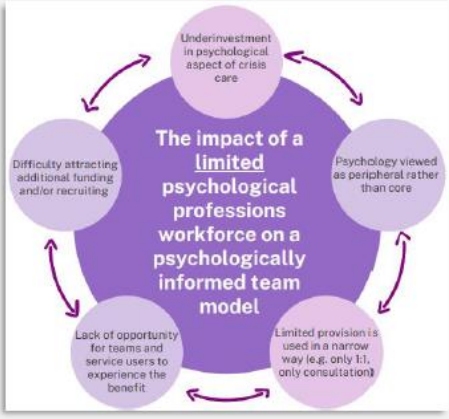 Underinvestment
in psychological
aspect of crisis
care
Difficulty attracting
additional funding
and/or recruiting
The impact of a
limited
psychological
professions
workforce on a
psychologically
informed team
model
Psychology viewed
as peripheral rather
than core
Lack of opportunity
for teams and
service users to
experience the
benefit
Limited provision is
used in a narrow
way (e.g. only 1:1,
only consultation)